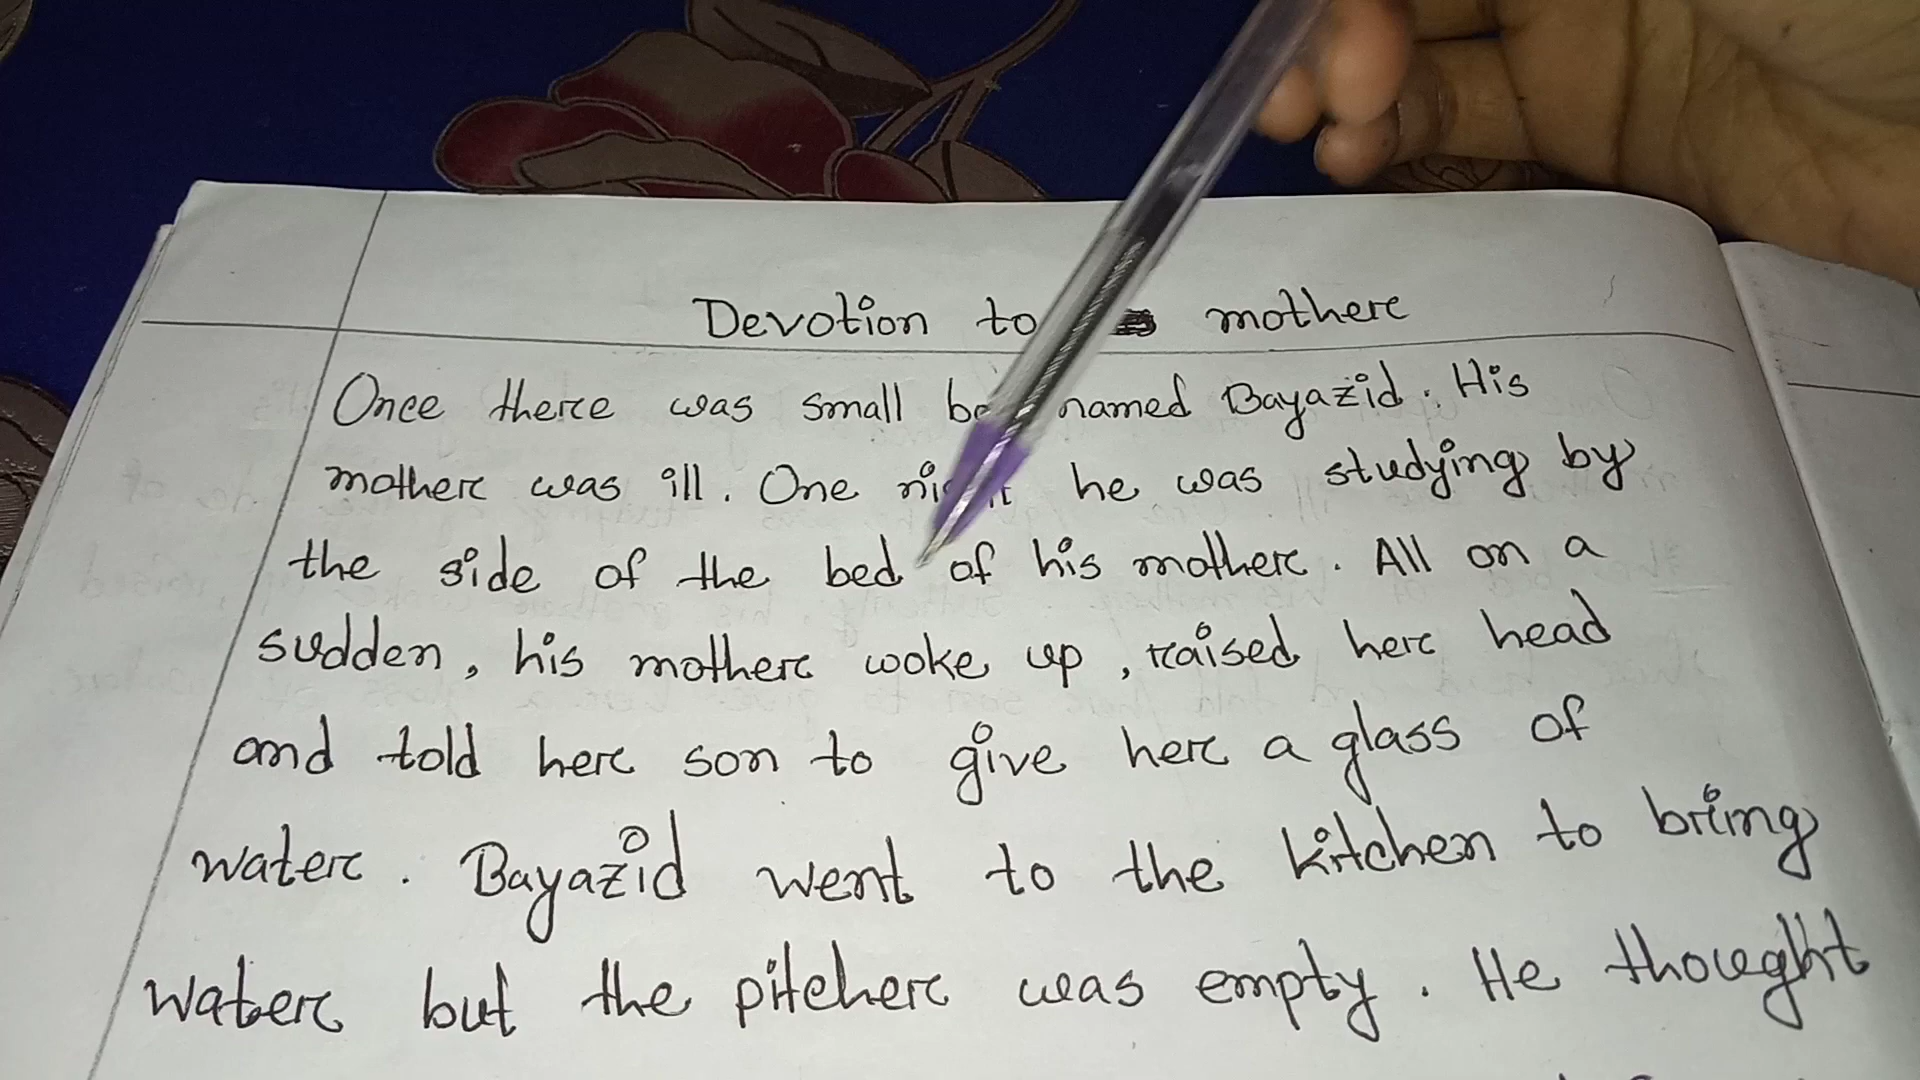 Devotion to mother
Once there was small named Bayazid. His
mother was ill. One he was studying by
the side of the bed of his mother. All on a
sudden, his mother woke up, raised her head
and told her son to give her a glass of
water. Bayazid went to the kitchen to bring
water but the pitcher was empty. He thought